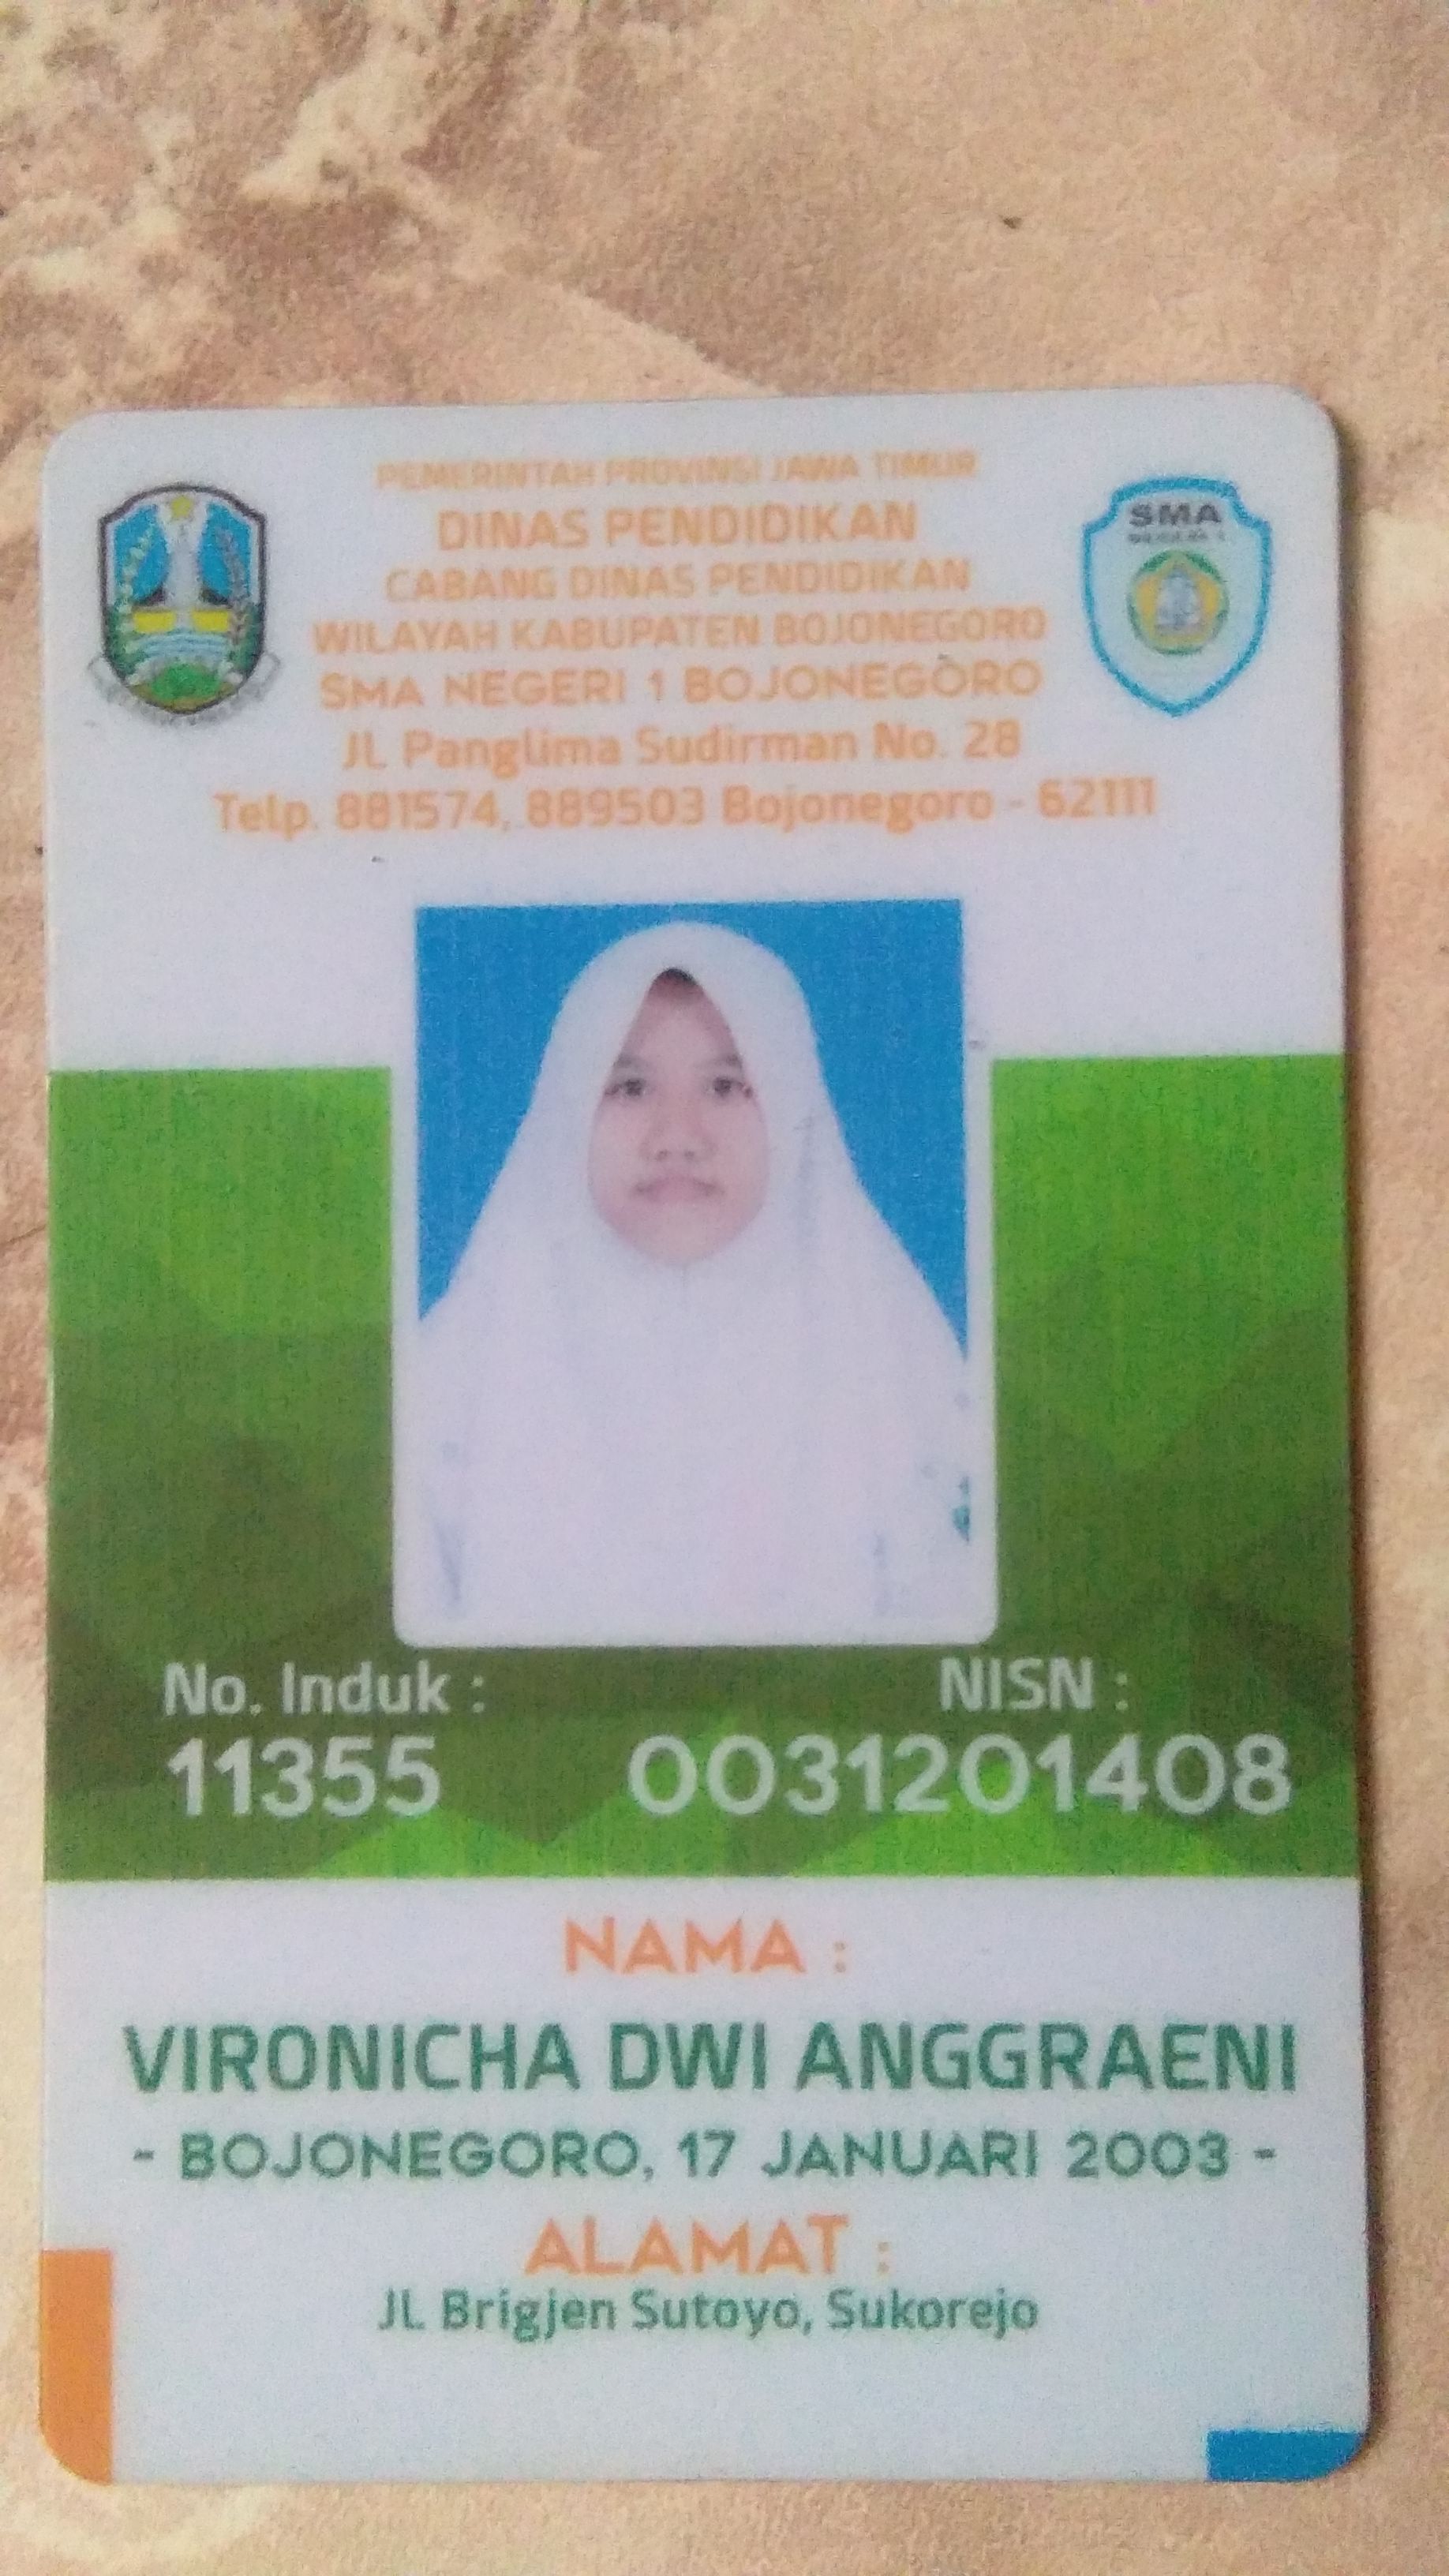 PEMERINTAH PROVINSI JAWA TIMUR
DINAS PENDIDIKAN
CABANG DINAS PENDIDIKAN
WILAYAH KABUPATEN BOJONEGORO
SMA NEGERI 1 BOJONEGORO
Jl. Panglima Sudirman No. 28
Telp. 881574, 889503 Bojonegoro - 62111
SMA
NEGERI 1
No. Induk :
11355
NISN :
0031201408
NAMA :
VIRONICHA DWI ANGGRAENI
- BOJONEGORO, 17 JANUARI 2003 -
ALAMAT :
Jl. Brigjen Sutoyo, Sukorejo